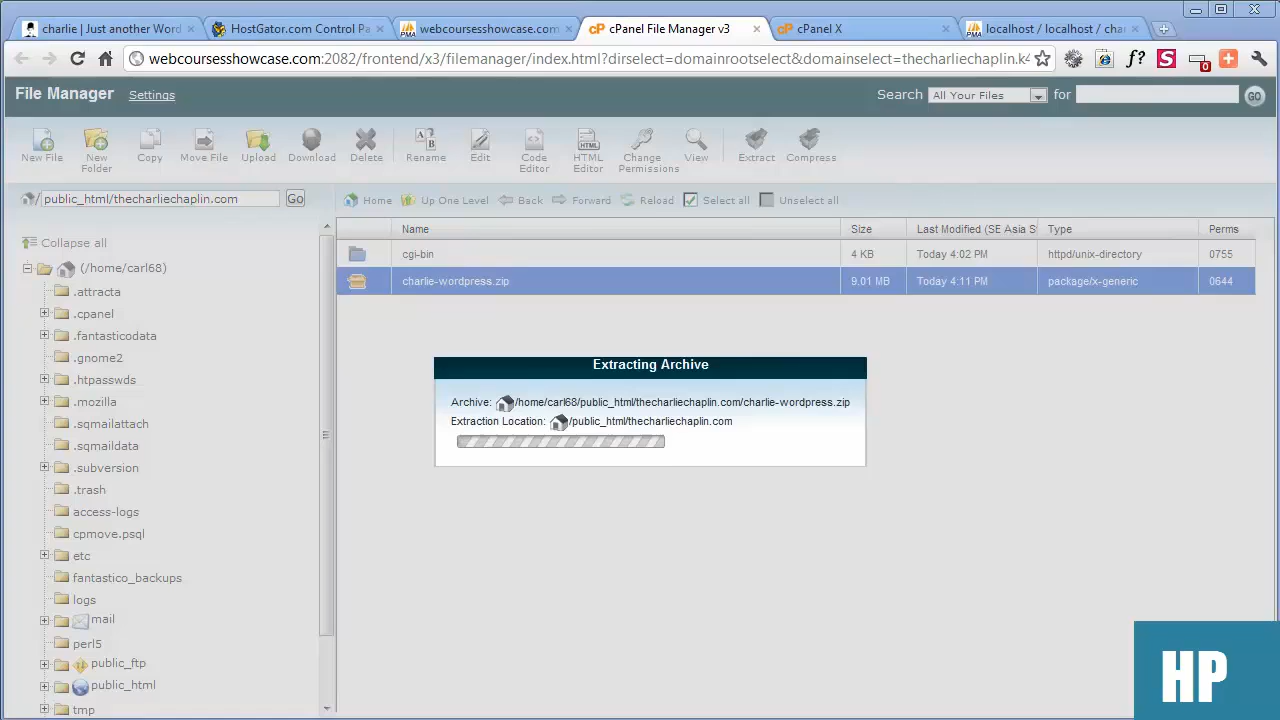 charlie | Just another Word
HostGator.com Control Pa
webcoursesshowcase.com
cPanel File Manager v3
cPanel X
localhost / localhost / cha
webcoursesshowcase.com:2082/frontend/x3/filemanager/index.html?dirselect=domainrootselect&domainselect=thecharliechaplin.k4
File Manager Settings
Search All Your Files for GO
New File
New Folder
Copy
Move File
Upload
Download
Delete
Rename
Edit
Code Editor
HTML Editor
Change Permissions
View
Extract
Compress
/ public_html/thecharliechaplin.com Go
Home Up One Level Back Forward Reload Select all Unselect all
Name Size Last Modified (SE Asia S Type Perms
cgi-bin 4 KB Today 4:02 PM httpd/unix-directory 0755
charlie-wordpress.zip 9.01 MB Today 4:11 PM package/x-generic 0644
Collapse all
(/home/carl68)
.attracta
.cpanel
.fantasticodata
.gnome2
.htpasswds
.mozilla
.sqmailattach
.sqmaildata
.subversion
.trash
access-logs
cpmove.psql
etc
fantastico_backups
logs
mail
perl5
public_ftp
public_html
tmp
Extracting Archive
Archive: /home/carl68/public_html/thecharliechaplin.com/charlie-wordpress.zip
Extraction Location: /public_html/thecharliechaplin.com
HP